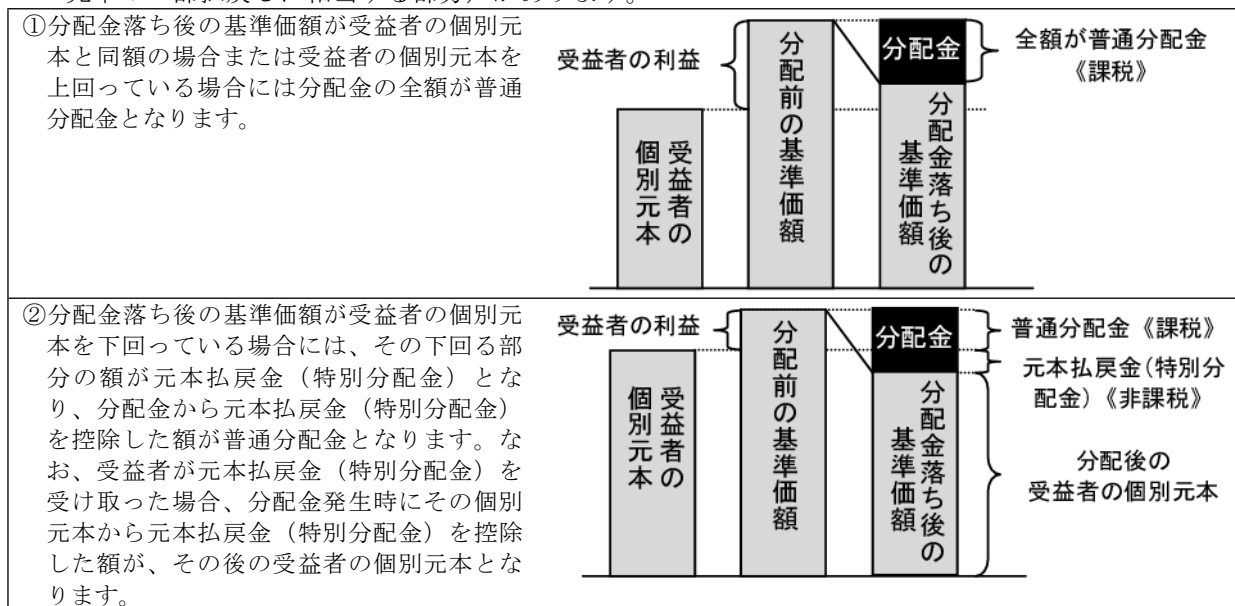 ①分配金落ち後の基準価額が受益者の個別元
本と同額の場合または受益者の個別元本を
上回っている場合には分配金の全額が普通
分配金となります。
受益者の利益
受益者の
個別元本
分配前の基準価額
分配金
分配金落ち後の
基準価額
全額が普通分配金
《課税》
②分配金落ち後の基準価額が受益者の個別元
本を下回っている場合には、その下回る部
分の額が元本払戻金（特別分配金）とな
り、分配金から元本払戻金（特別分配金）
を控除した額が普通分配金となります。な
お、受益者が元本払戻金（特別分配金）を
受け取った場合、分配金発生時にその個別
元本から元本払戻金（特別分配金）を控除
した額が、その後の受益者の個別元本とな
ります。
受益者の利益
受益者の
個別元本
分配前の基準価額
分配金
分配金落ち後の
基準価額
普通分配金《課税》
元本払戻金(特別分
配金)《非課税》
分配後の
受益者の個別元本